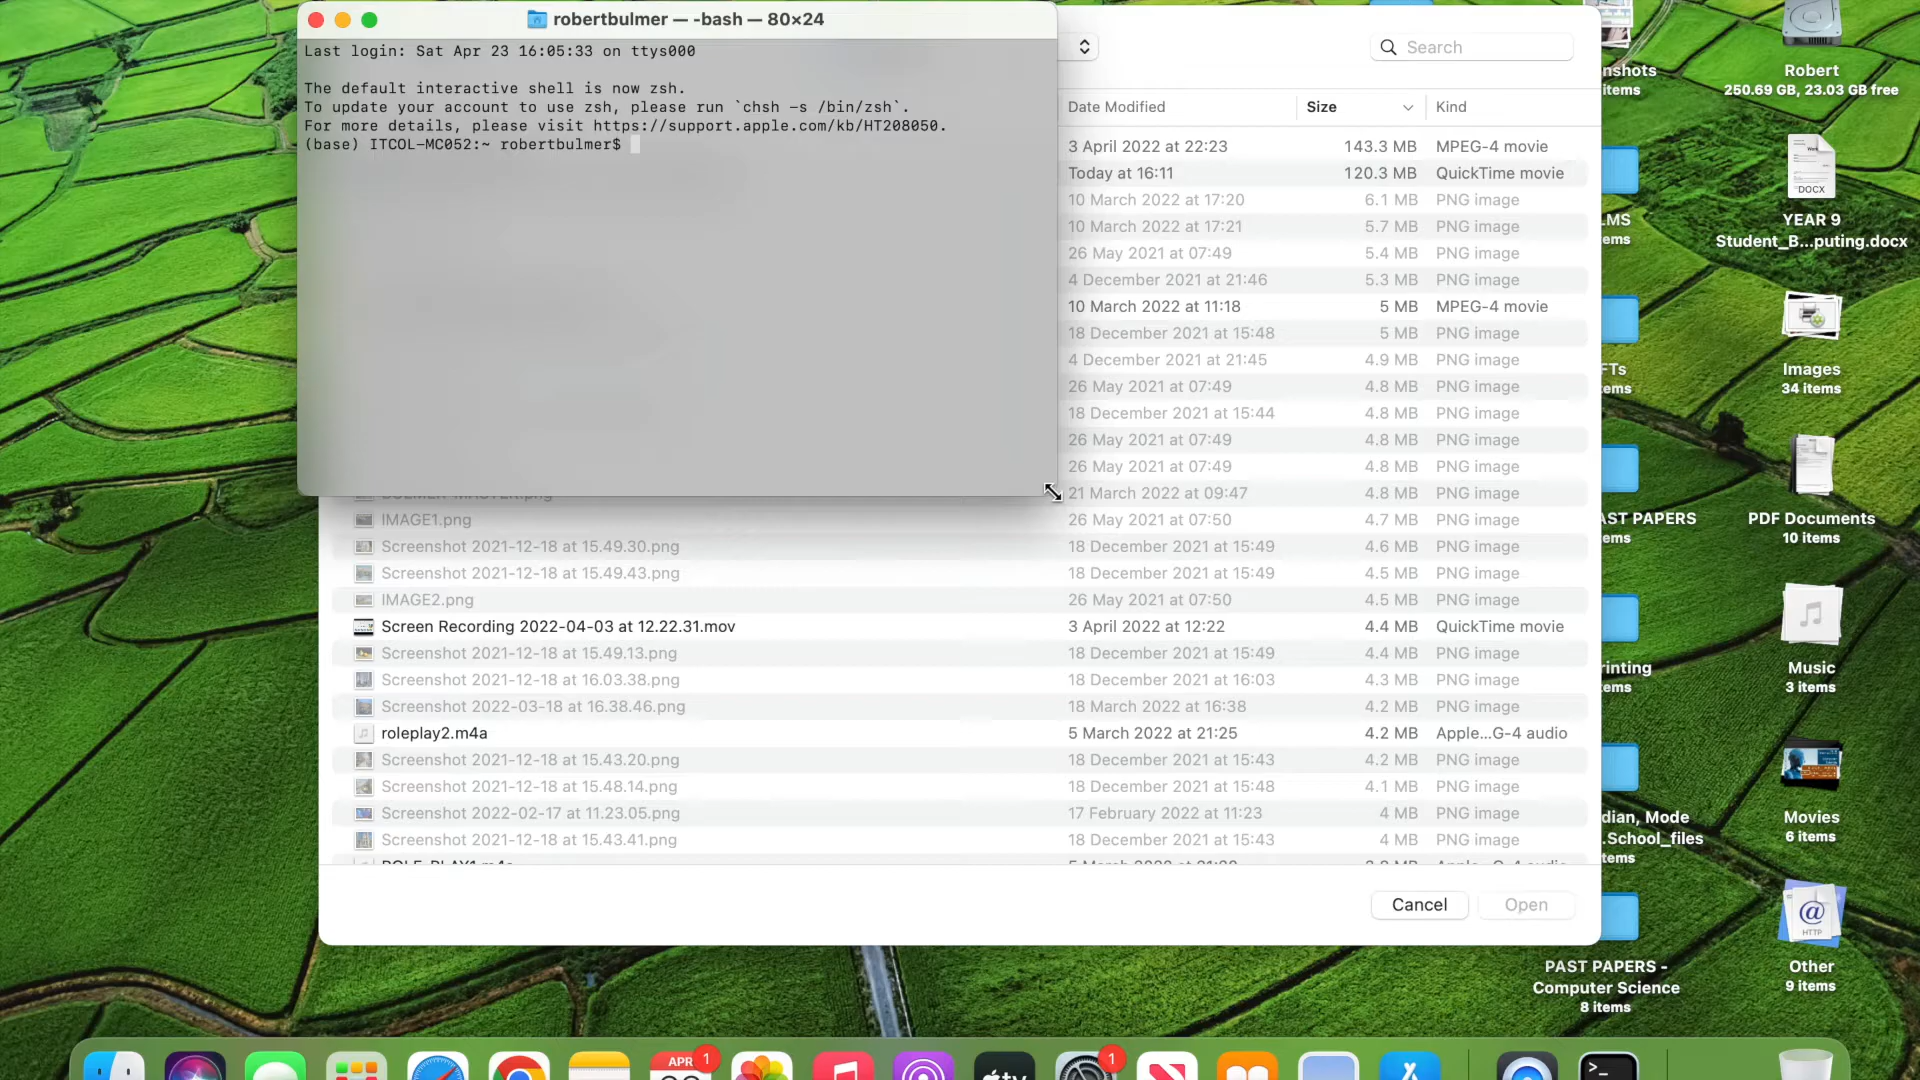 robertbulmer — -bash — 80×24
Last login: Sat Apr 23 16:05:33 on ttys000
The default interactive shell is now zsh.
To update your account to use zsh, please run `chsh -s /bin/zsh`.
For more details, please visit https://support.apple.com/kb/HT208050.
(base) ITCOL-MC052:~ robertbulmer$
Search
Date Modified Size Kind
3 April 2022 at 22:23 143.3 MB MPEG-4 movie
Today at 16:11 120.3 MB QuickTime movie
10 March 2022 at 17:20 6.1 MB PNG image
10 March 2022 at 17:21 5.7 MB PNG image
26 May 2021 at 07:49 5.4 MB PNG image
4 December 2021 at 21:46 5.3 MB PNG image
10 March 2022 at 11:18 5 MB MPEG-4 movie
18 December 2021 at 15:48 5 MB PNG image
4 December 2021 at 21:45 4.9 MB PNG image
26 May 2021 at 07:49 4.8 MB PNG image
18 December 2021 at 15:44 4.8 MB PNG image
26 May 2021 at 07:49 4.8 MB PNG image
26 May 2021 at 07:49 4.8 MB PNG image
21 March 2022 at 09:47 4.8 MB PNG image
IMAGE1.png 26 May 2021 at 07:50 4.7 MB PNG image
Screenshot 2021-12-18 at 15.49.30.png 18 December 2021 at 15:49 4.6 MB PNG image
Screenshot 2021-12-18 at 15.49.43.png 18 December 2021 at 15:49 4.5 MB PNG image
IMAGE2.png 26 May 2021 at 07:50 4.5 MB PNG image
Screen Recording 2022-04-03 at 12.22.31.mov 3 April 2022 at 12:22 4.4 MB QuickTime movie
Screenshot 2021-12-18 at 15.49.13.png 18 December 2021 at 15:49 4.4 MB PNG image
Screenshot 2021-12-18 at 16.03.38.png 18 December 2021 at 16:03 4.3 MB PNG image
Screenshot 2022-03-18 at 16.38.46.png 18 March 2022 at 16:38 4.2 MB PNG image
roleplay2.m4a 5 March 2022 at 21:25 4.2 MB Apple...G-4 audio
Screenshot 2021-12-18 at 15.43.20.png 18 December 2021 at 15:43 4.2 MB PNG image
Screenshot 2021-12-18 at 15.48.14.png 18 December 2021 at 15:48 4.1 MB PNG image
Screenshot 2022-02-17 at 11.23.05.png 17 February 2022 at 11:23 4 MB PNG image
Screenshot 2021-12-18 at 15.43.41.png 18 December 2021 at 15:43 4 MB PNG image
Cancel Open
nshots
items
LMS
ems
FTs
ems
AST PAPERS
ems
rinting
ems
dian, Mode
.School_files
tems
PAST PAPERS -
Computer Science
8 items
Robert
250.69 GB, 23.03 GB free
DOCX
YEAR 9
Student_B...puting.docx
Images
34 items
PDF Documents
10 items
Music
3 items
Movies
6 items
HTTP
Other
9 items
APR 1
tv
1